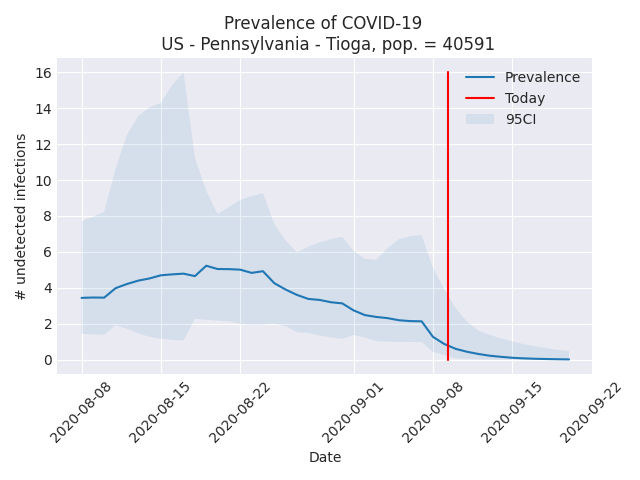 Prevalence of COVID-19
US - Pennsylvania - Tioga, pop. = 40591
# undetected infections
16
14
12
10
8
6
4
2
0
Prevalence
Today
95CI
2020-08-08
2020-08-15
2020-08-22
2020-09-01
2020-09-08
2020-09-15
2020-09-22
Date